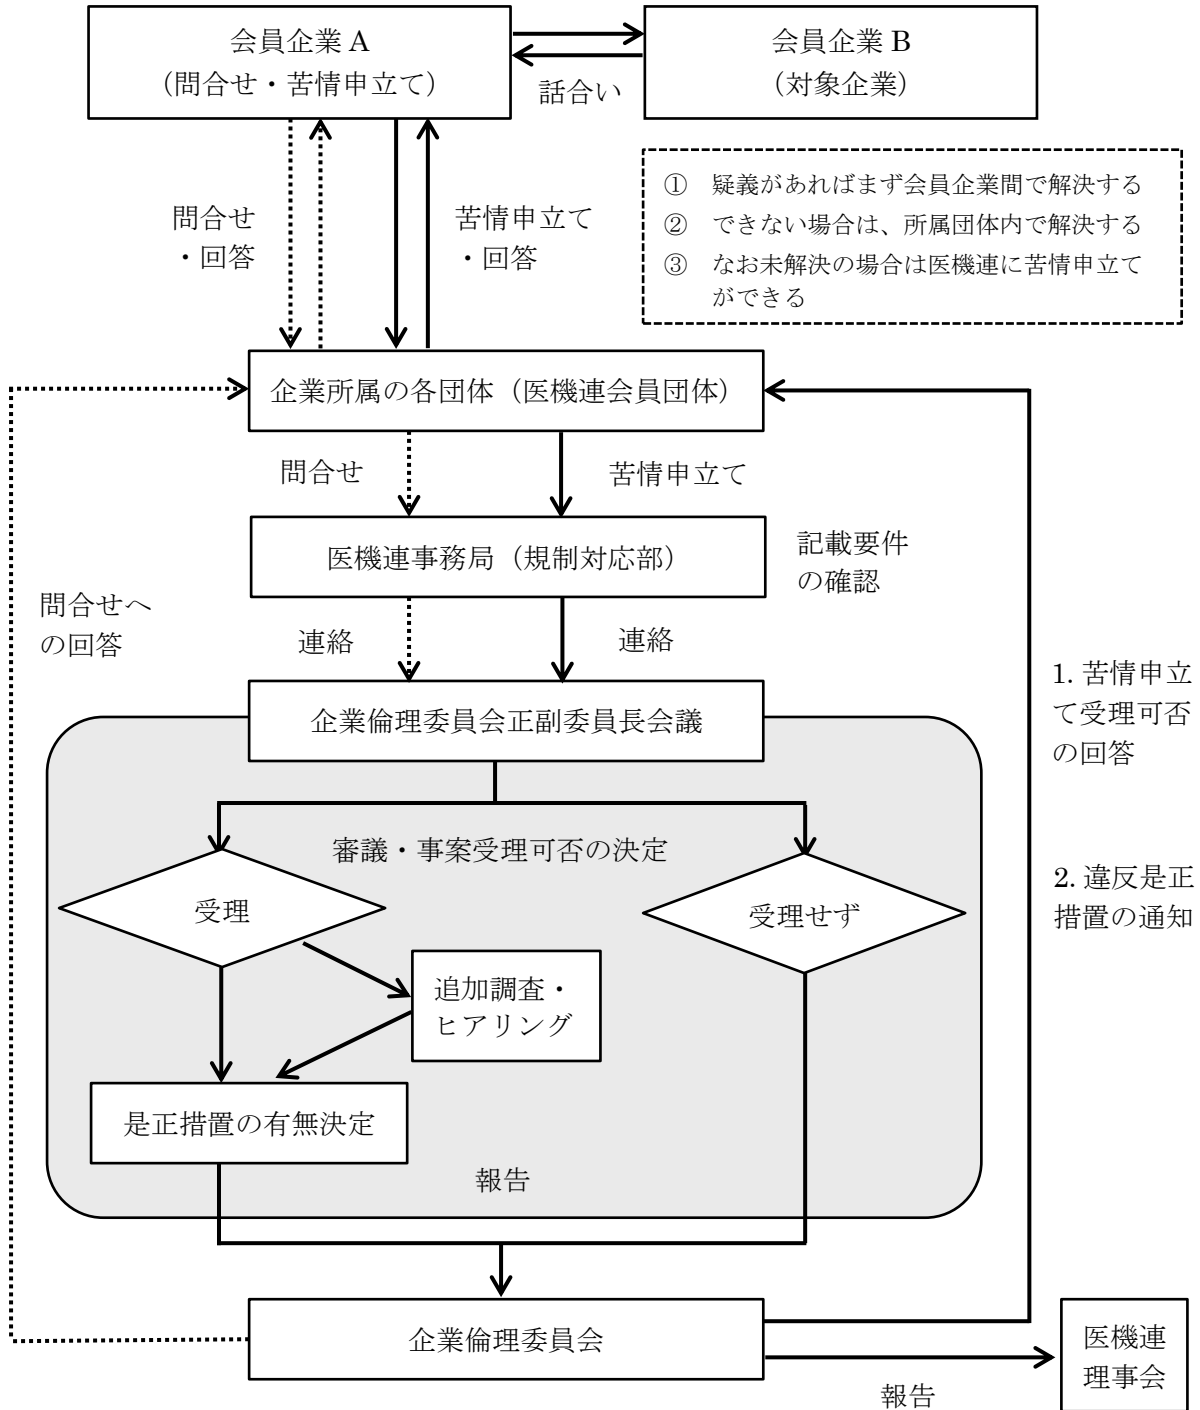 会員企業 A
（問合せ・苦情申立て）
会員企業 B
（対象企業）
話合い
① 疑義があればまず会員企業間で解決する
② できない場合は、所属団体内で解決する
③ なお未解決の場合は医機連に苦情申立て
ができる
問合せ
・回答
苦情申立て
・回答
企業所属の各団体（医機連会員団体）
問合せ
苦情申立て
医機連事務局（規制対応部）
記載要件
の確認
問合せへ
の回答
連絡
連絡
企業倫理委員会正副委員長会議
1. 苦情申立
て受理可否
の回答
審議・事案受理可否の決定
受理
受理せず
2. 違反是正
措置の通知
追加調査・
ヒアリング
是正措置の有無決定
報告
企業倫理委員会
医機連
理事会
報告